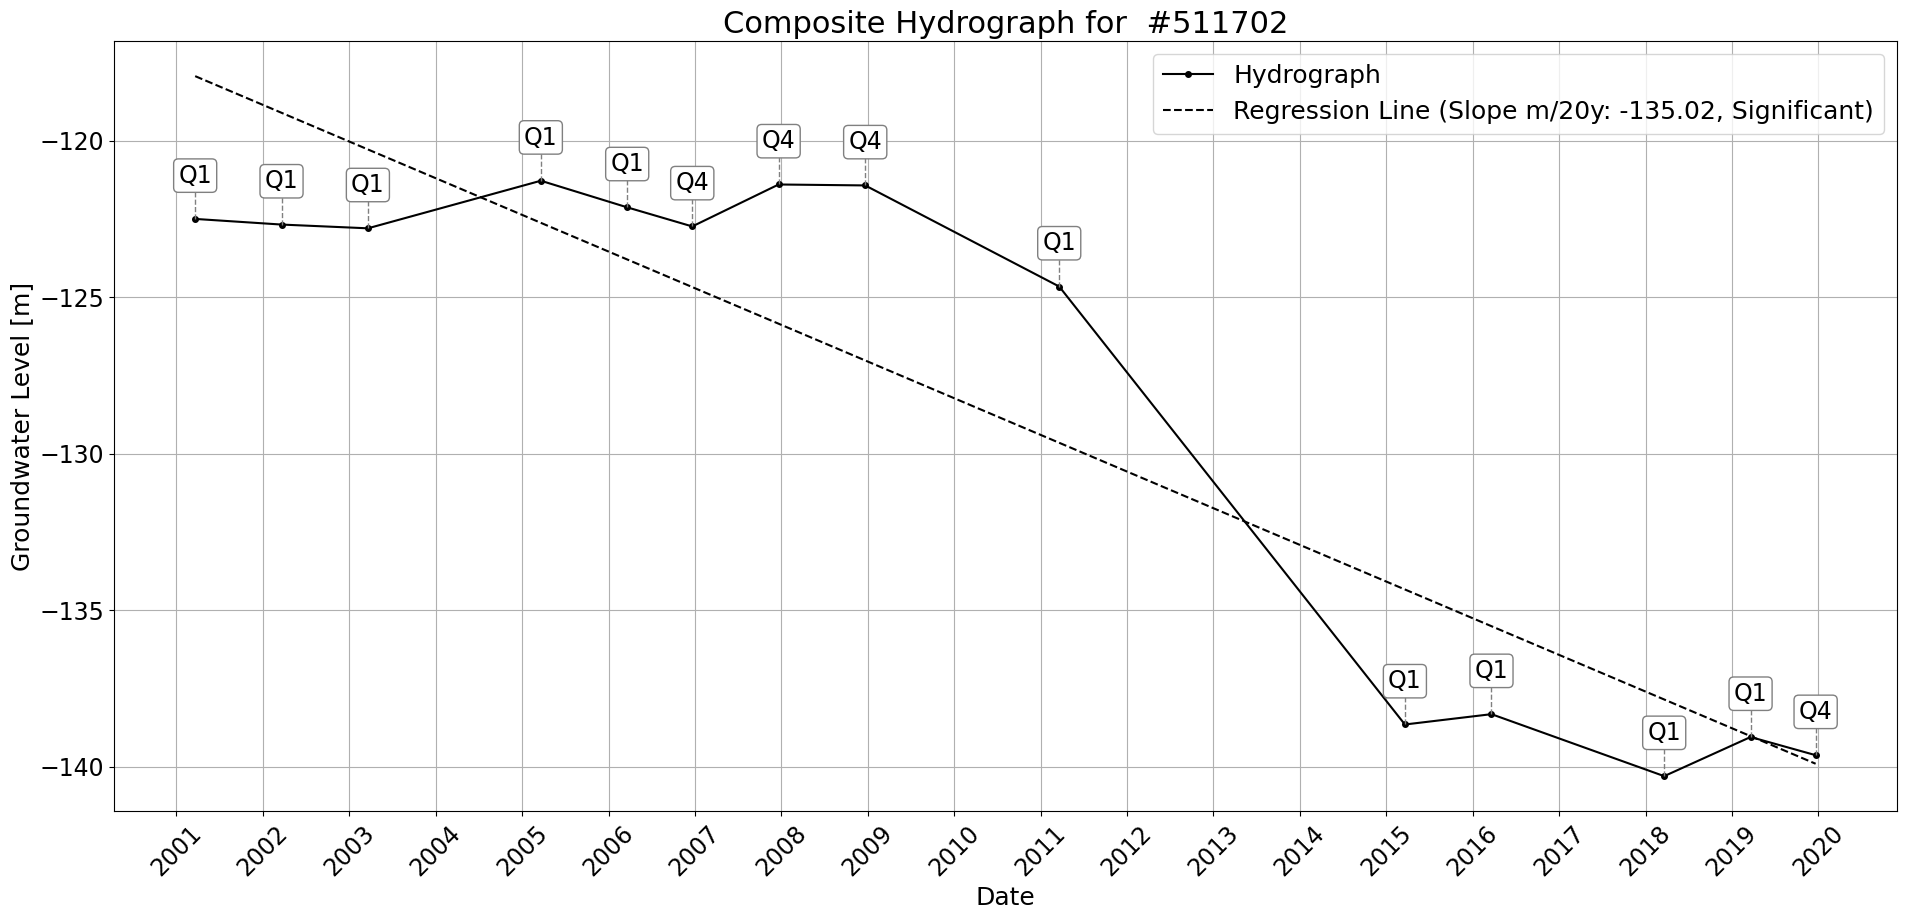 Composite Hydrograph for  #511702
Hydrograph
Regression Line (Slope m/20y: -135.02, Significant)
Groundwater Level [m]
−120
−125
−130
−135
−140
Q1
Q1
Q1
Q1
Q1
Q4
Q4
Q4
Q1
Q1
Q1
Q1
Q1
Q4
2001
2002
2003
2004
2005
2006
2007
2008
2009
2010
2011
2012
2013
2014
2015
2016
2017
2018
2019
2020
Date